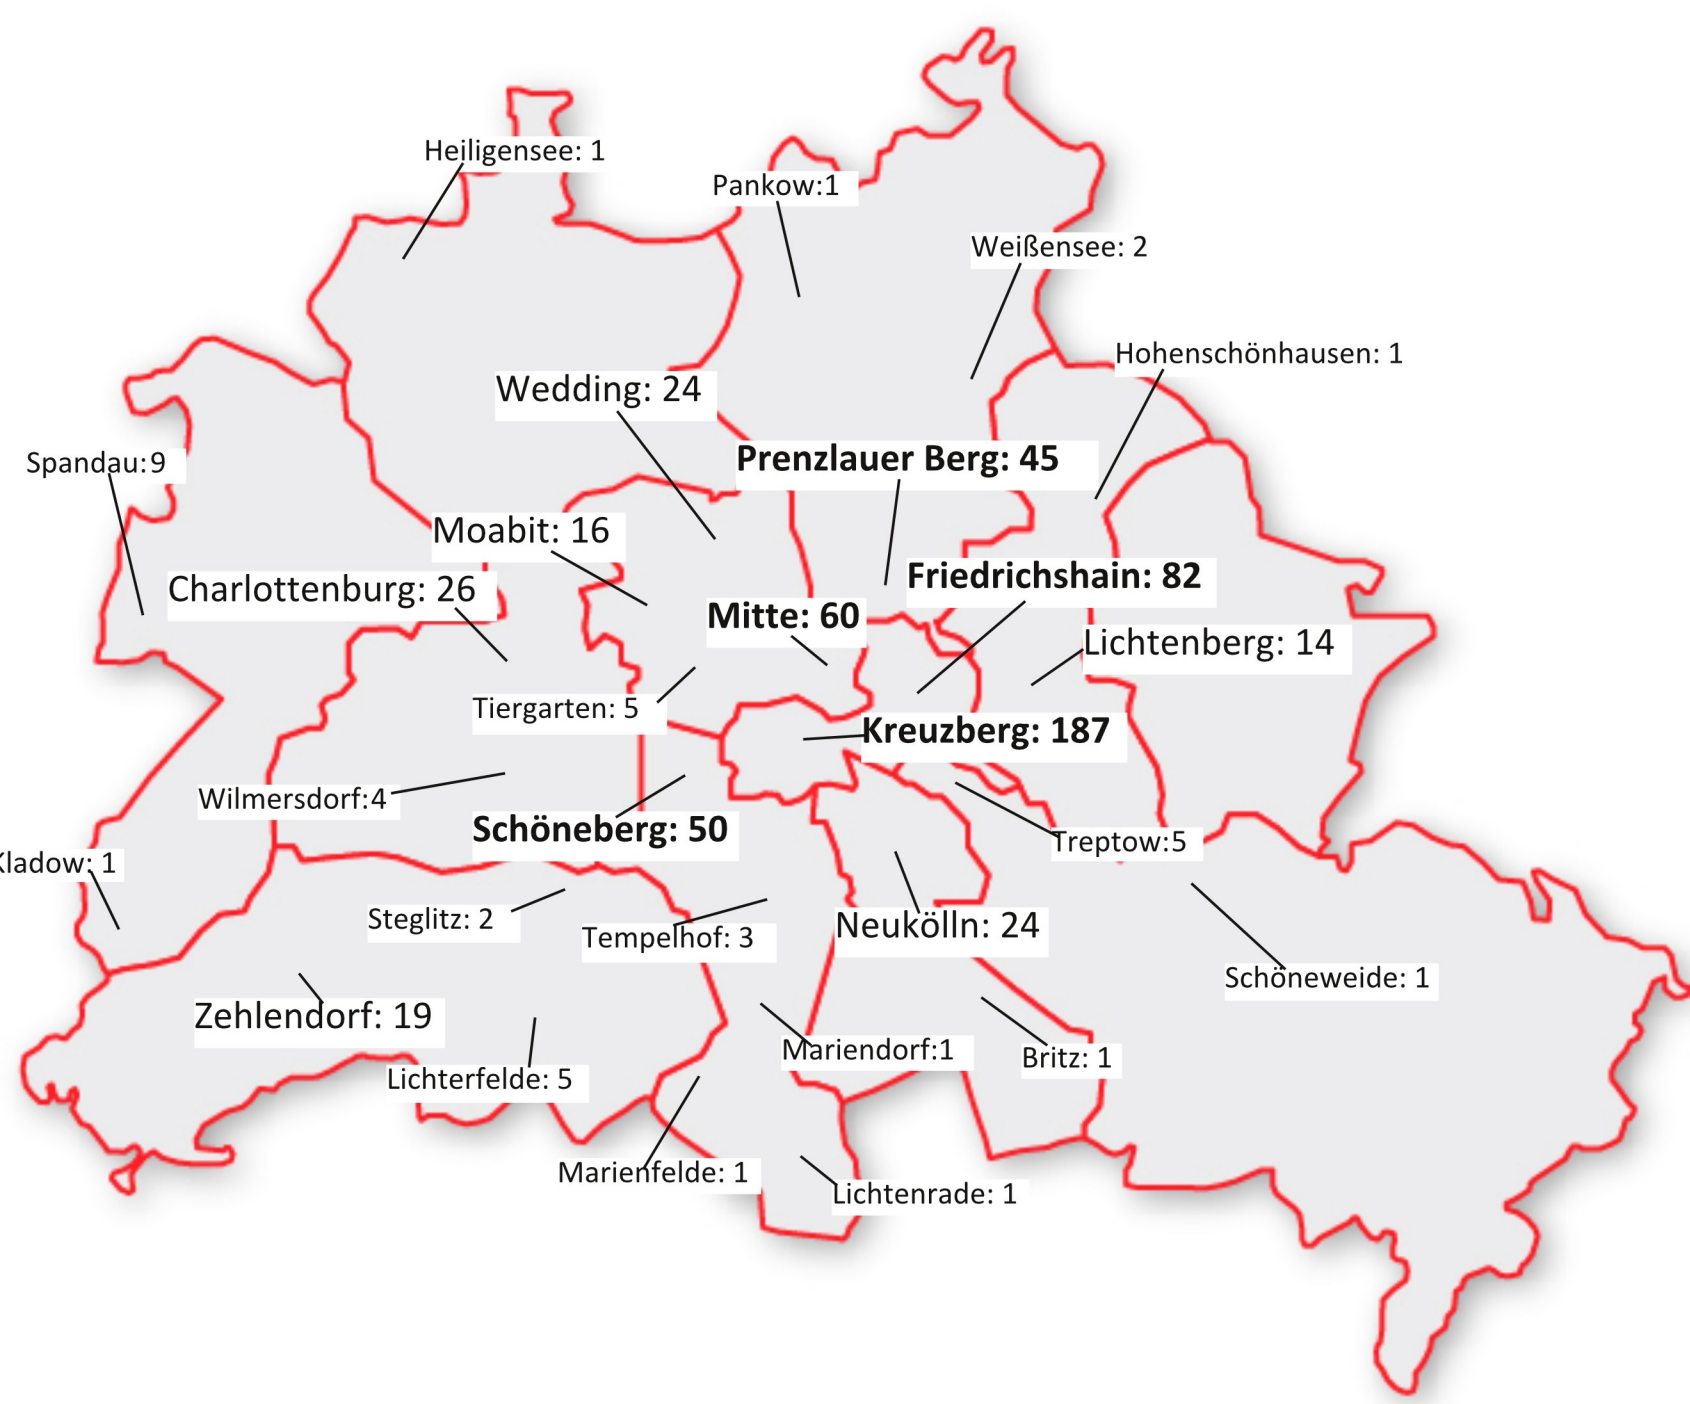 Heiligensee: 1
Pankow:1
Weißensee: 2
Hohenschönhausen: 1
Wedding: 24
Prenzlauer Berg: 45
Spandau:9
Moabit: 16
Friedrichshain: 82
Charlottenburg: 26
Mitte: 60
Lichtenberg: 14
Tiergarten: 5
Kreuzberg: 187
Wilmersdorf:4
Schöneberg: 50
Treptow:5
Kladow: 1
Steglitz: 2
Neukölln: 24
Tempelhof: 3
Schöneweide: 1
Zehlendorf: 19
Mariendorf:1
Britz: 1
Lichterfelde: 5
Marienfelde: 1
Lichtenrade: 1